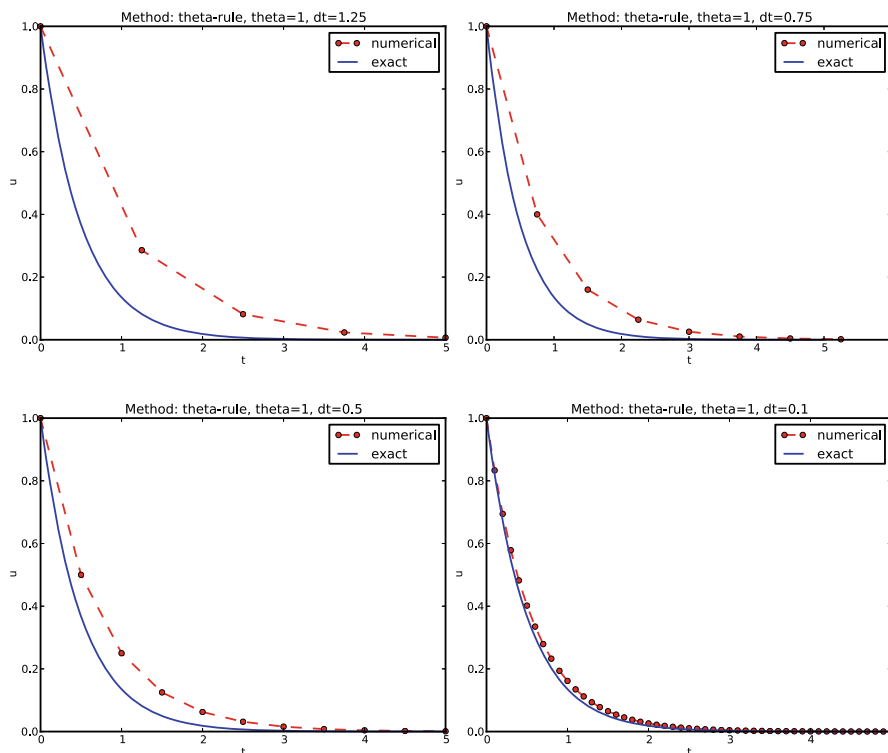 Method: theta-rule, theta=1, dt=1.25
numerical
exact
1.0
0.8
0.6
0.4
0.2
0.0
u
0 1 2 3 4 5
t
Method: theta-rule, theta=1, dt=0.75
numerical
exact
1.0
0.8
0.6
0.4
0.2
0.0
u
0 1 2 3 4 5
t
Method: theta-rule, theta=1, dt=0.5
numerical
exact
1.0
0.8
0.6
0.4
0.2
0.0
u
0 1 2 3 4 5
t
Method: theta-rule, theta=1, dt=0.1
numerical
exact
1.0
0.8
0.6
0.4
0.2
0.0
u
0 1 2 3 4
t